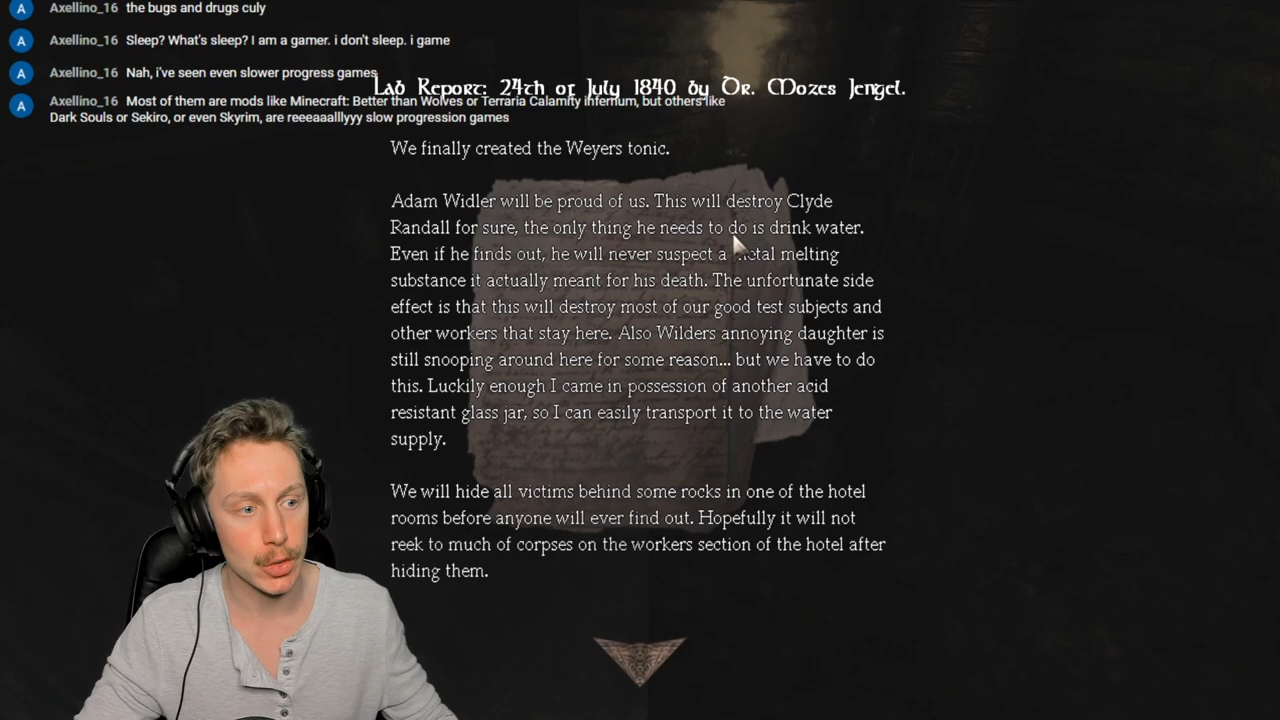 A Axellino_16 the bugs and drugs culy
A Axellino_16 Sleep? What's sleep? I am a gamer. i don't sleep. i game
A Axellino_16 Nah, i've seen even slower progress games
Lab Report: 24th of July 1840 by Dr. Mozes Jengel.
A Axellino_16 Most of them are mods like Minecraft: Better than Wolves or Terraria Calamity infernum, but others like
Dark Souls or Sekiro, or even Skyrim, are reeeaaalllyyy slow progression games
We finally created the Weyers tonic.
Adam Widler will be proud of us. This will destroy Clyde
Randall for sure, the only thing he needs to do is drink water.
Even if he finds out, he will never suspect a metal melting
substance it actually meant for his death. The unfortunate side
effect is that this will destroy most of our good test subjects and
other workers that stay here. Also Wilders annoying daughter is
still snooping around here for some reason... but we have to do
this. Luckily enough I came in possession of another acid
resistant glass jar, so I can easily transport it to the water
supply.
We will hide all victims behind some rocks in one of the hotel
rooms before anyone will ever find out. Hopefully it will not
reek to much of corpses on the workers section of the hotel after
hiding them.